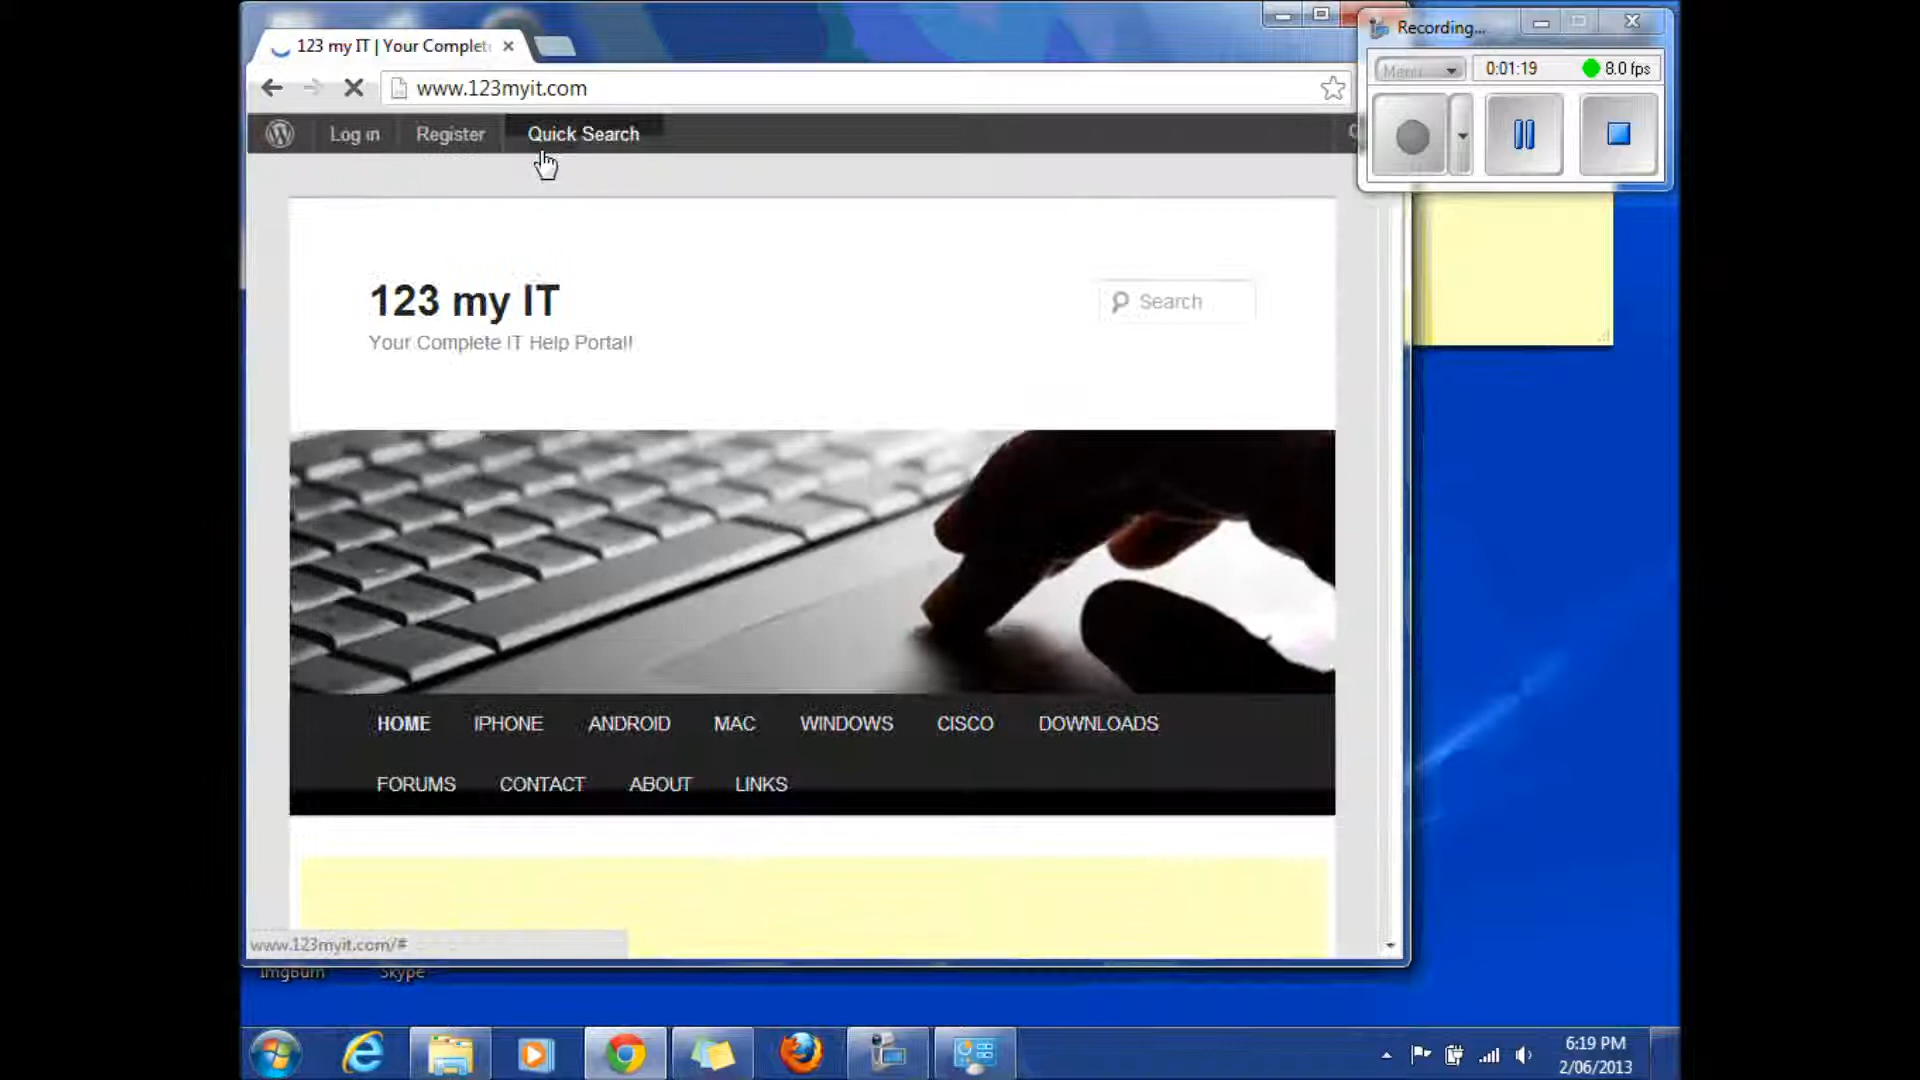 123 my IT | Your Complet
Recording...
Menu
0:01:19
8.0 fps
www.123myit.com
Log in
Register
Quick Search
123 my IT
Search
Your Complete IT Help Portal!
HOME
IPHONE
ANDROID
MAC
WINDOWS
CISCO
DOWNLOADS
FORUMS
CONTACT
ABOUT
LINKS
www.123myit.com/#
ImgBurn
Skype
6:19 PM
2/06/2013